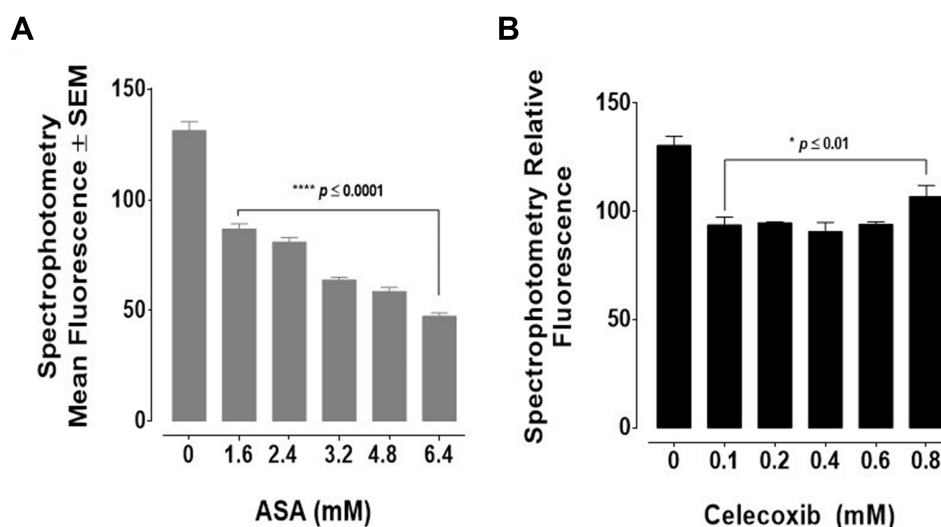 A
Spectrophotometry
Mean Fluorescence ± SEM
150
100
50
0
**** p ≤ 0.0001
0 1.6 2.4 3.2 4.8 6.4
ASA (mM)
B
Spectrophotometry Relative
Fluorescence
150
100
50
0
* p ≤ 0.01
0 0.1 0.2 0.4 0.6 0.8
Celecoxib (mM)